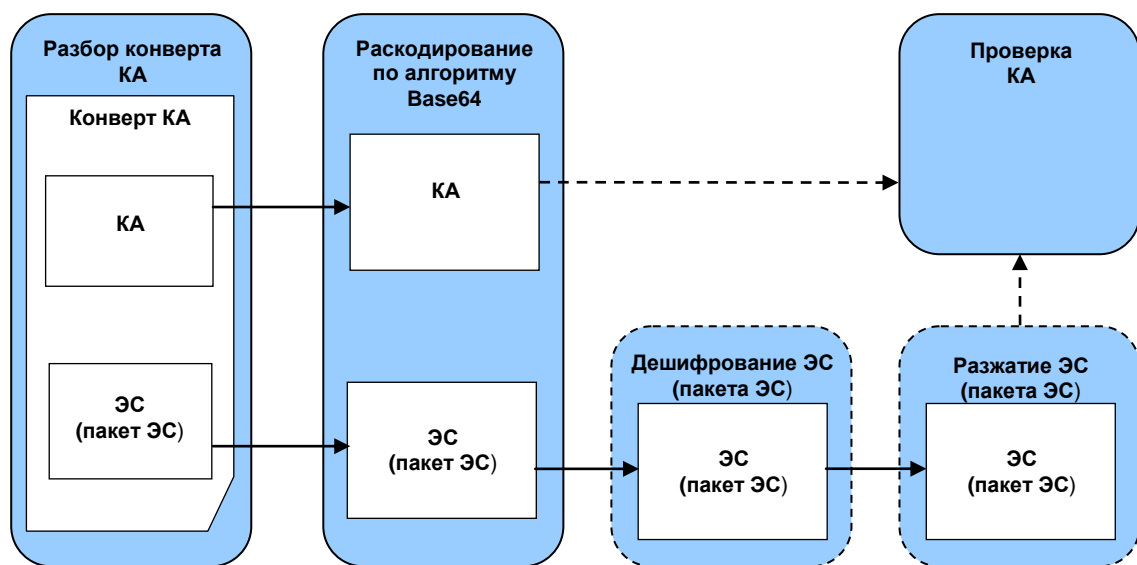 Разбор конверта
КА
Конверт КА
КА
ЭС
(пакет ЭС)
Раскодирование
по алгоритму
Base64
КА
ЭС
(пакет ЭС)
Дешифрование ЭС
(пакета ЭС)
ЭС
(пакет ЭС)
Проверка
КА
Разжатие ЭС
(пакета ЭС)
ЭС
(пакет ЭС)